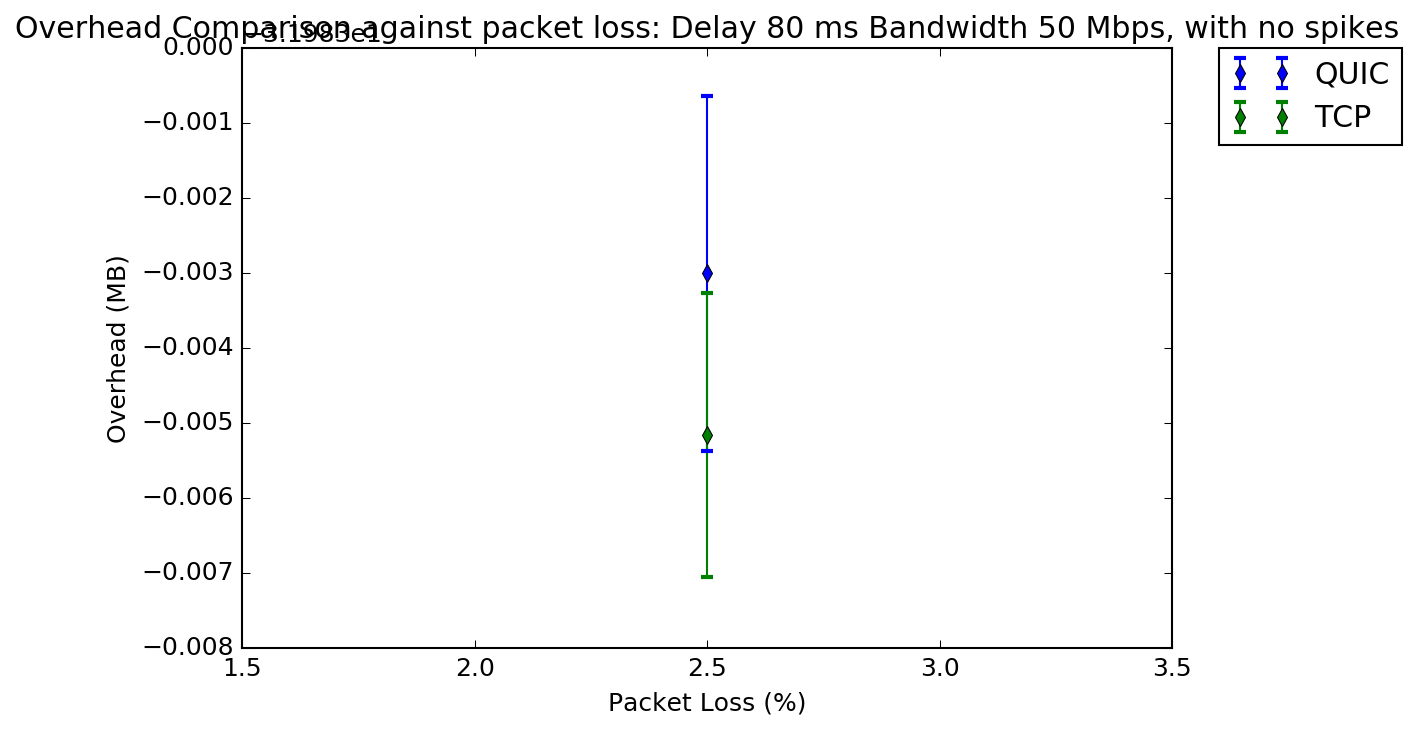 Overhead Comparison against packet loss: Delay 80 ms Bandwidth 50 Mbps, with no spikes
−3.1983e1
0.000
−0.001
−0.002
−0.003
−0.004
−0.005
−0.006
−0.007
−0.008
Overhead (MB)
1.5 2.0 2.5 3.0 3.5
Packet Loss (%)
QUIC
TCP